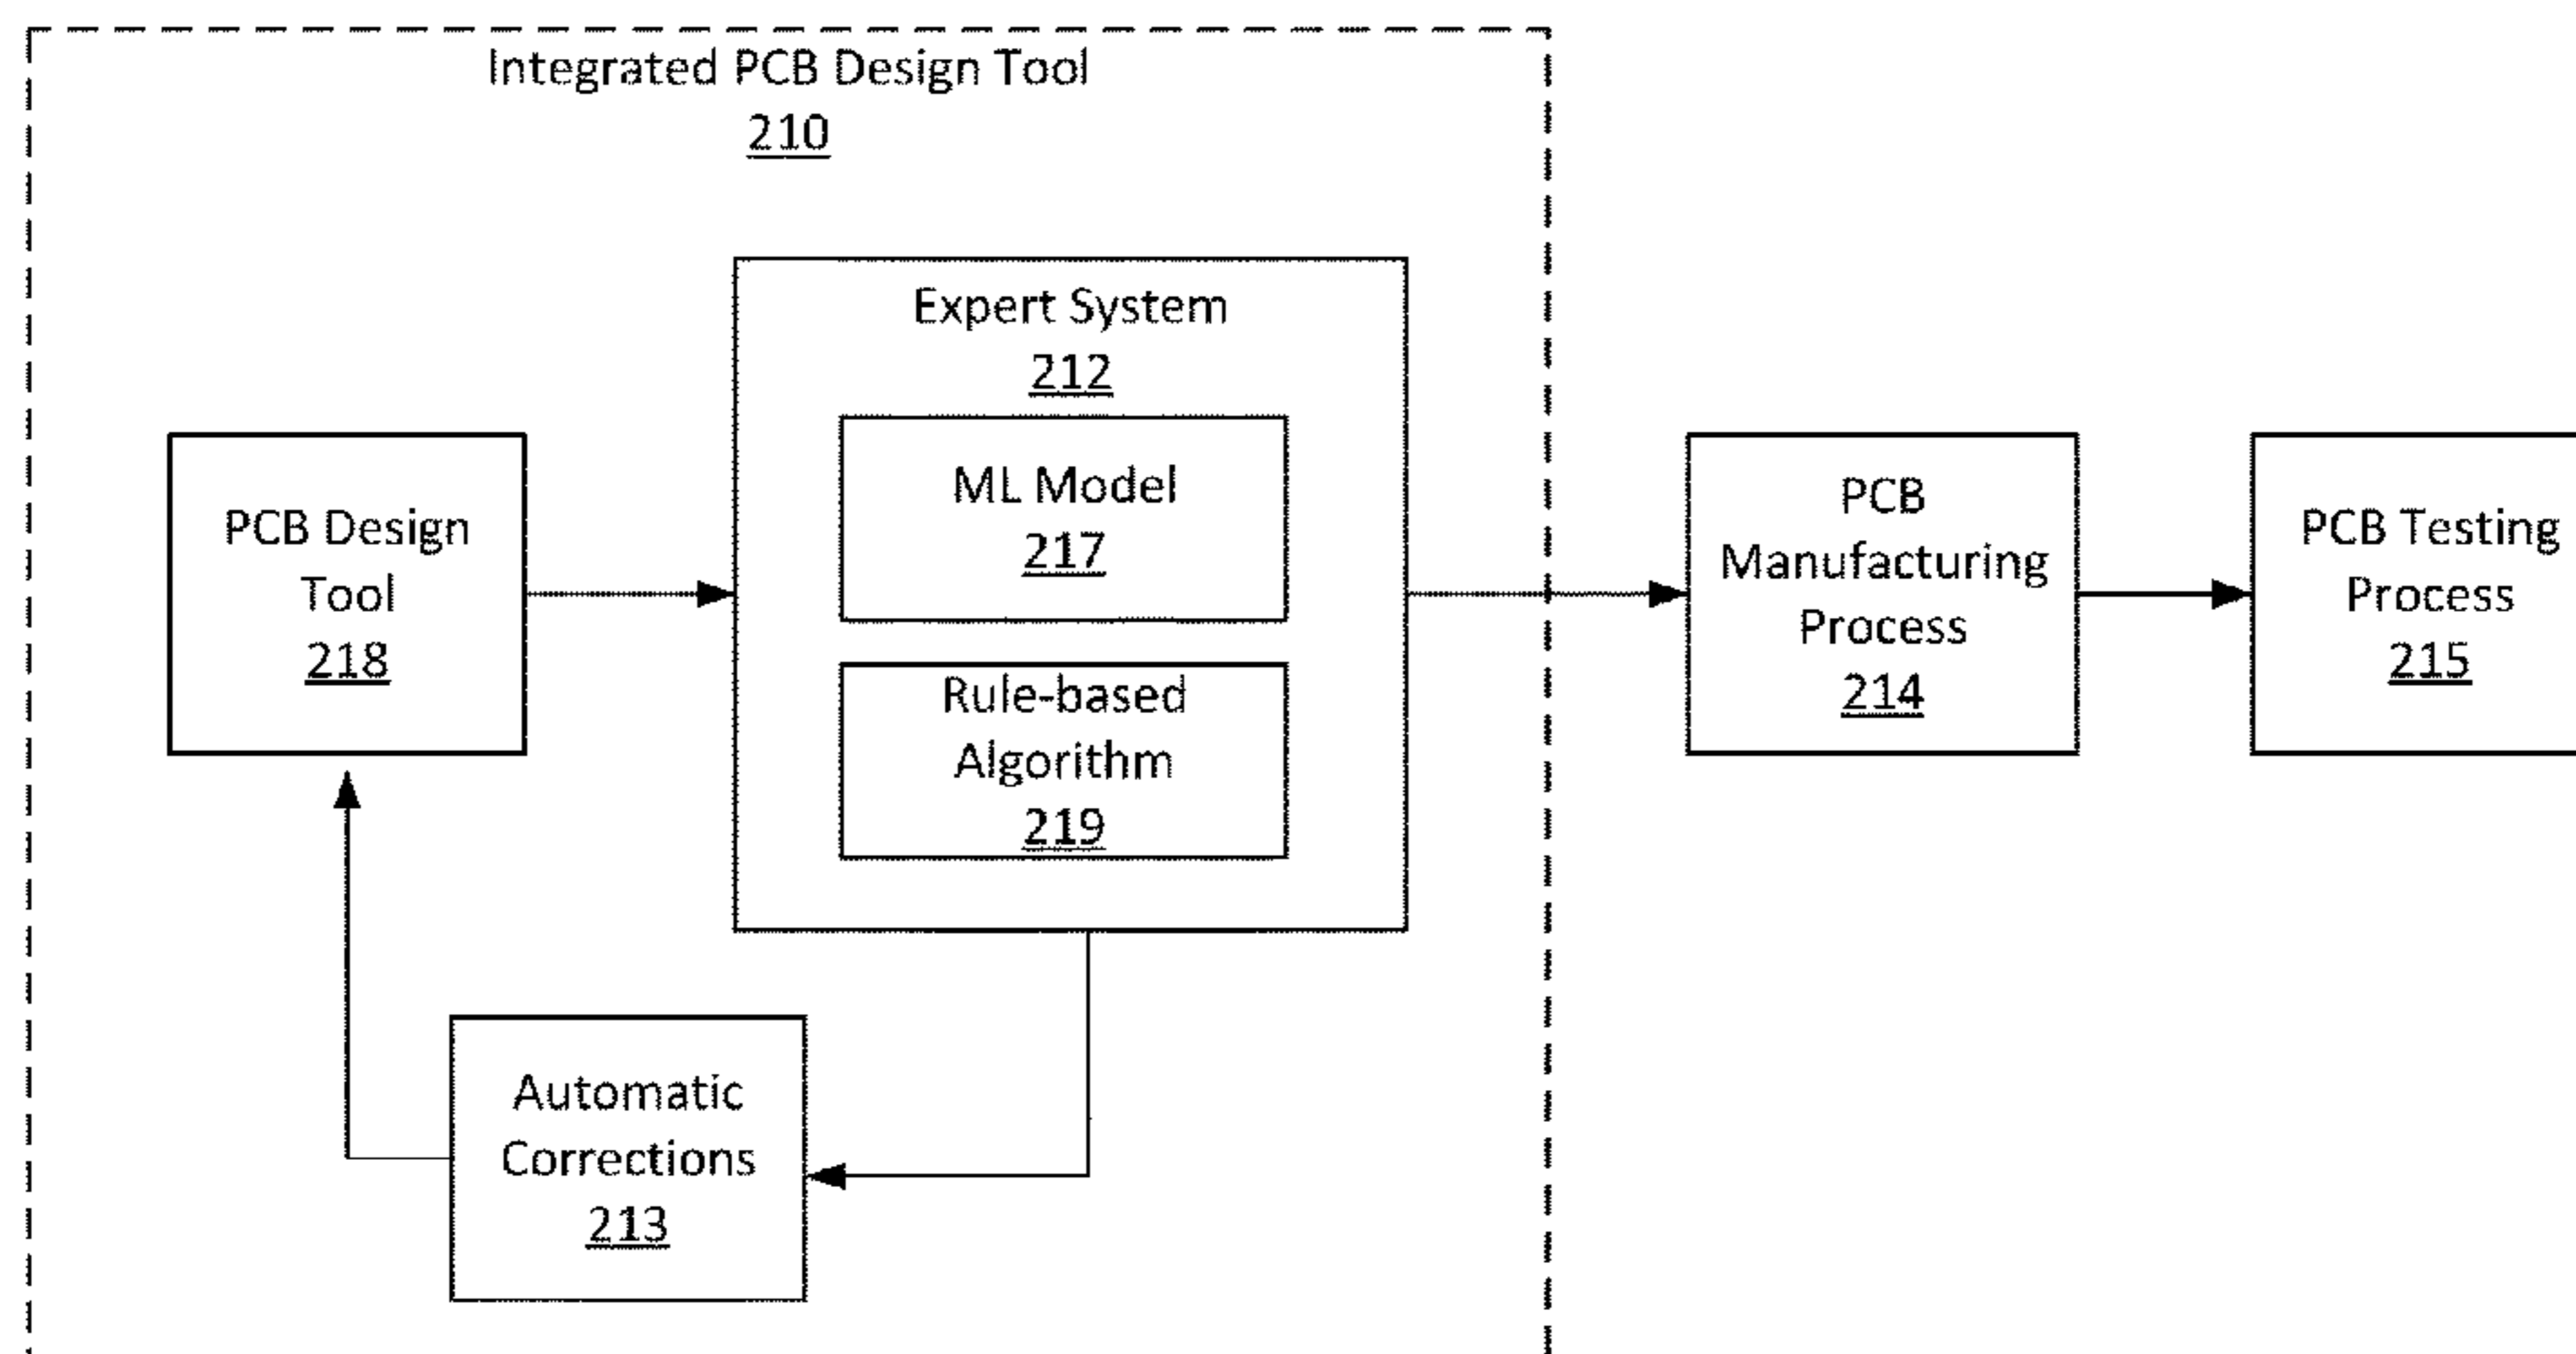 Integrated PCB Design Tool
210
Expert System
212
ML Model
217
Rule-based
Algorithm
219
PCB Design
Tool
218
Automatic
Corrections
213
PCB
Manufacturing
Process
214
PCB Testing
Process
215